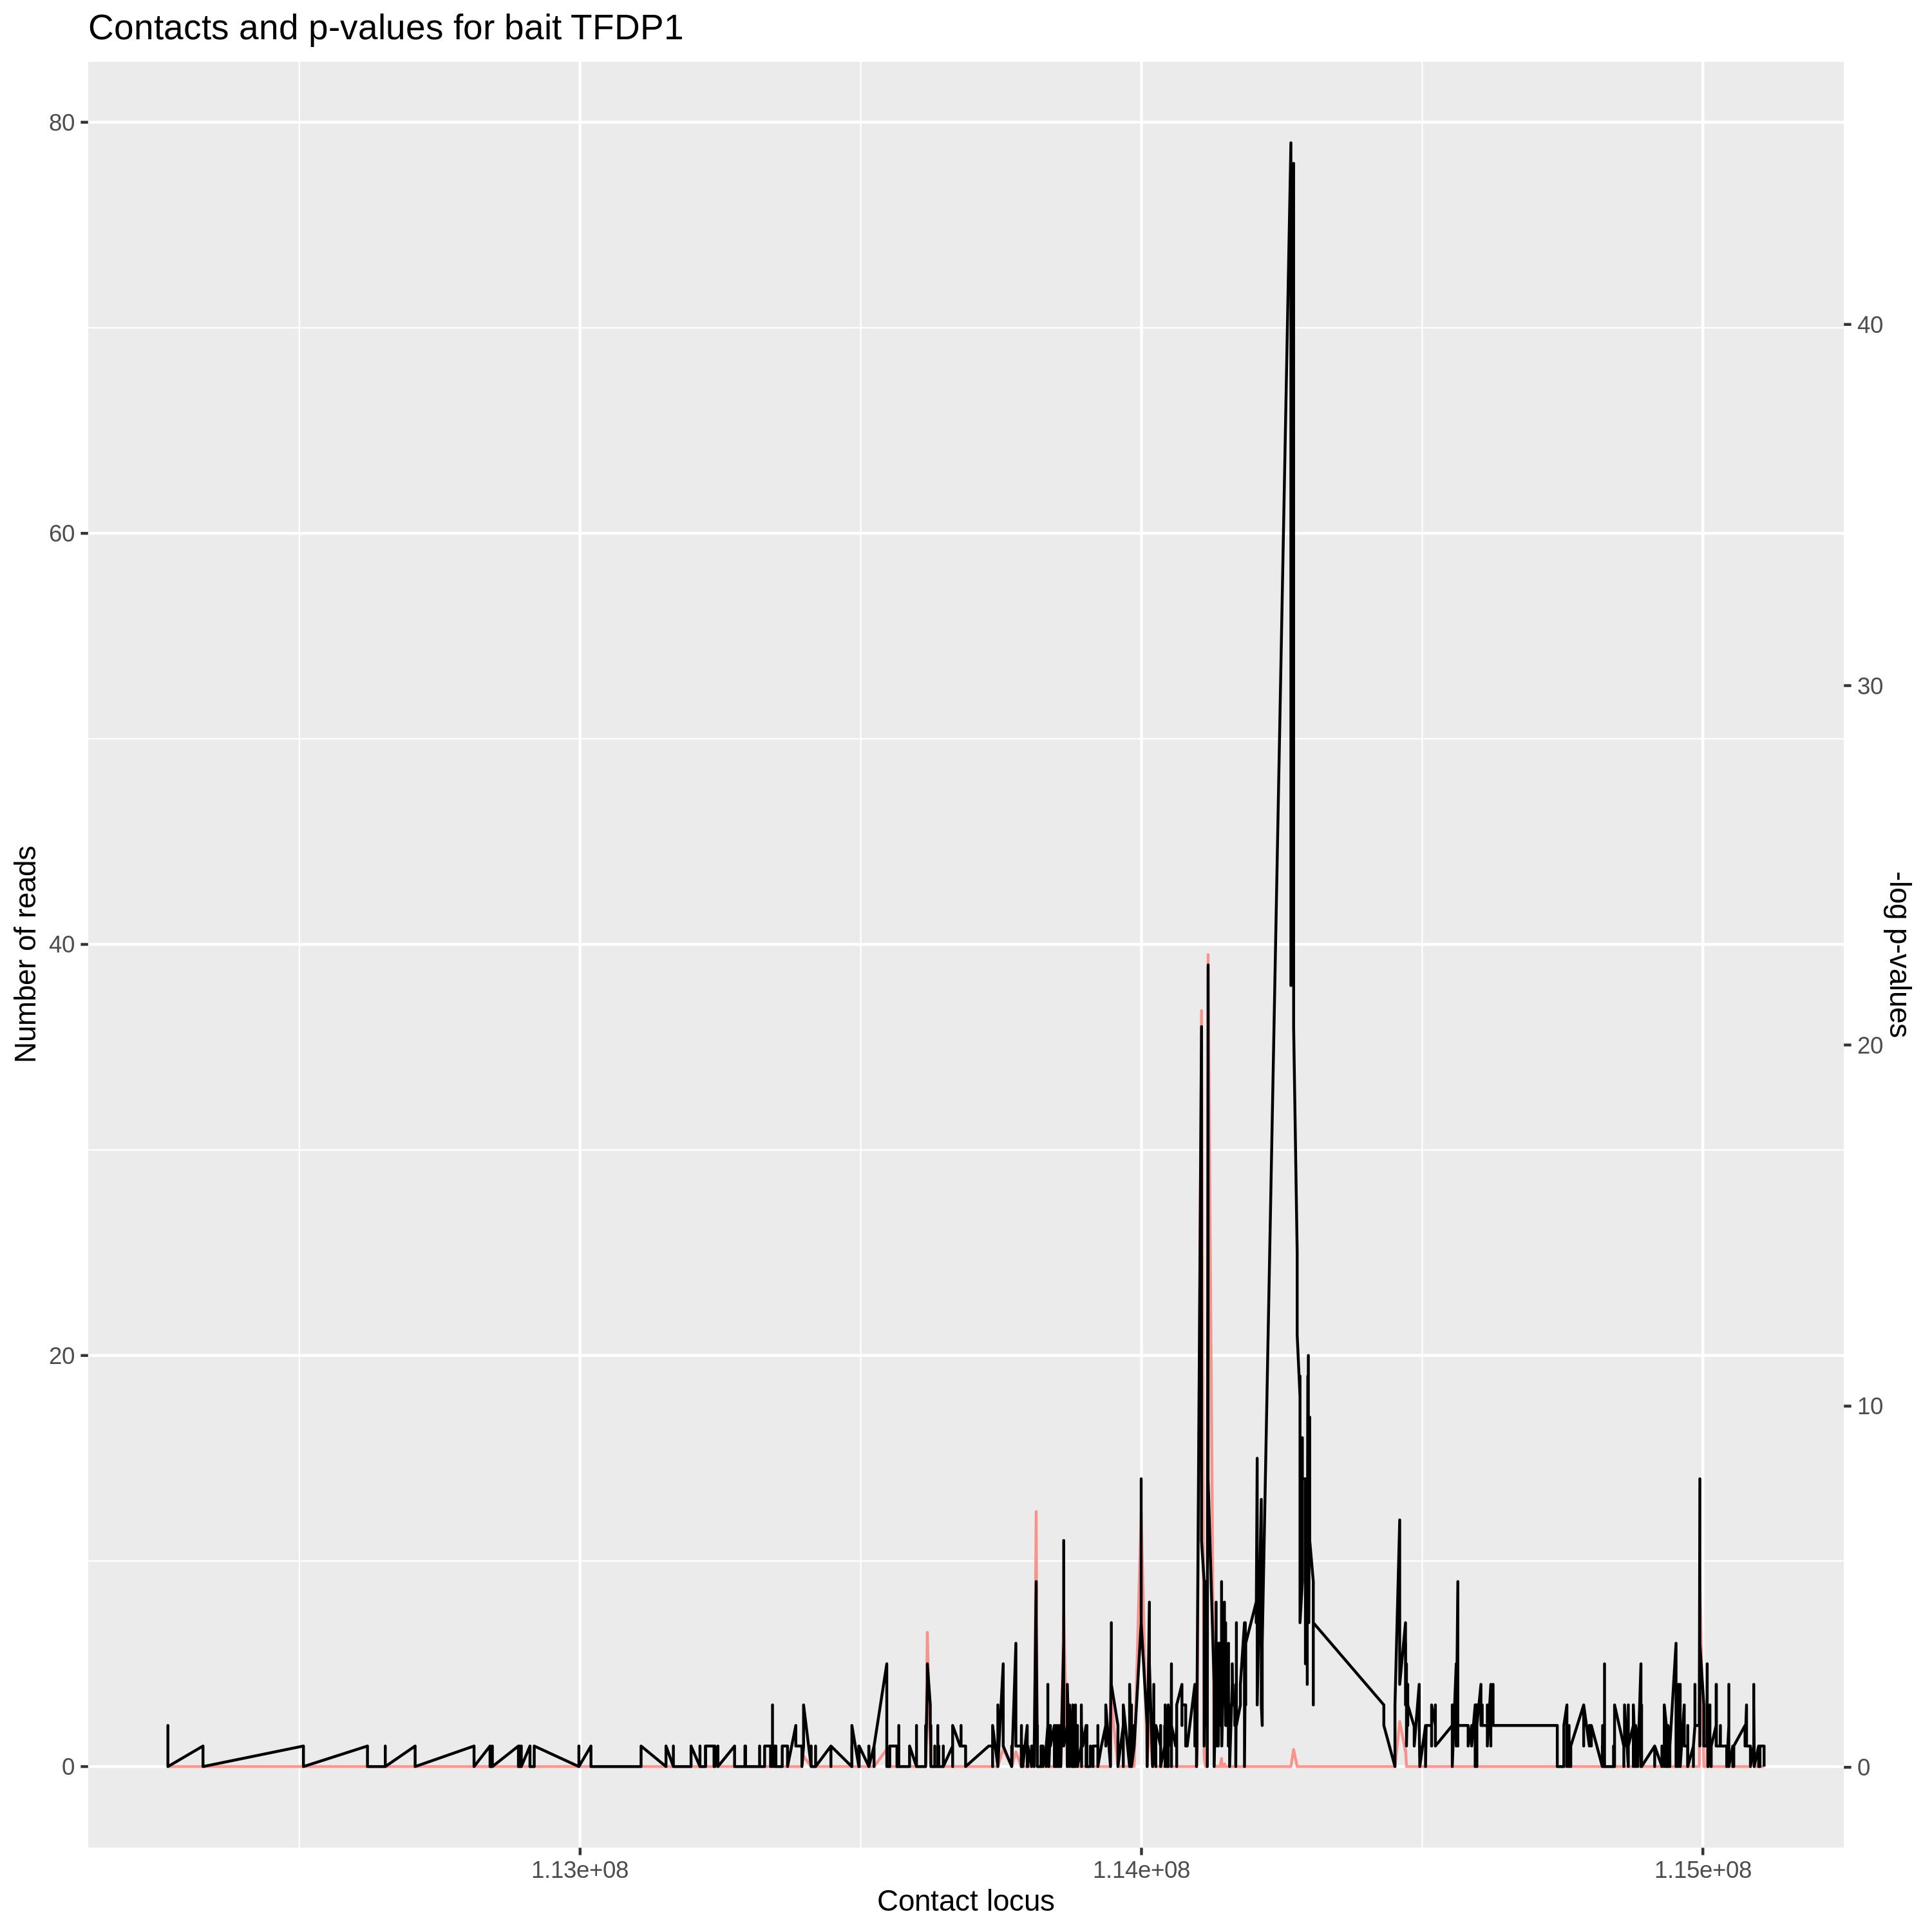 Contacts and p-values for bait TFDP1
80
60
40
20
0
Number of reads
40
30
20
10
0
-log p-values
1.13e+08
1.14e+08
1.15e+08
Contact locus